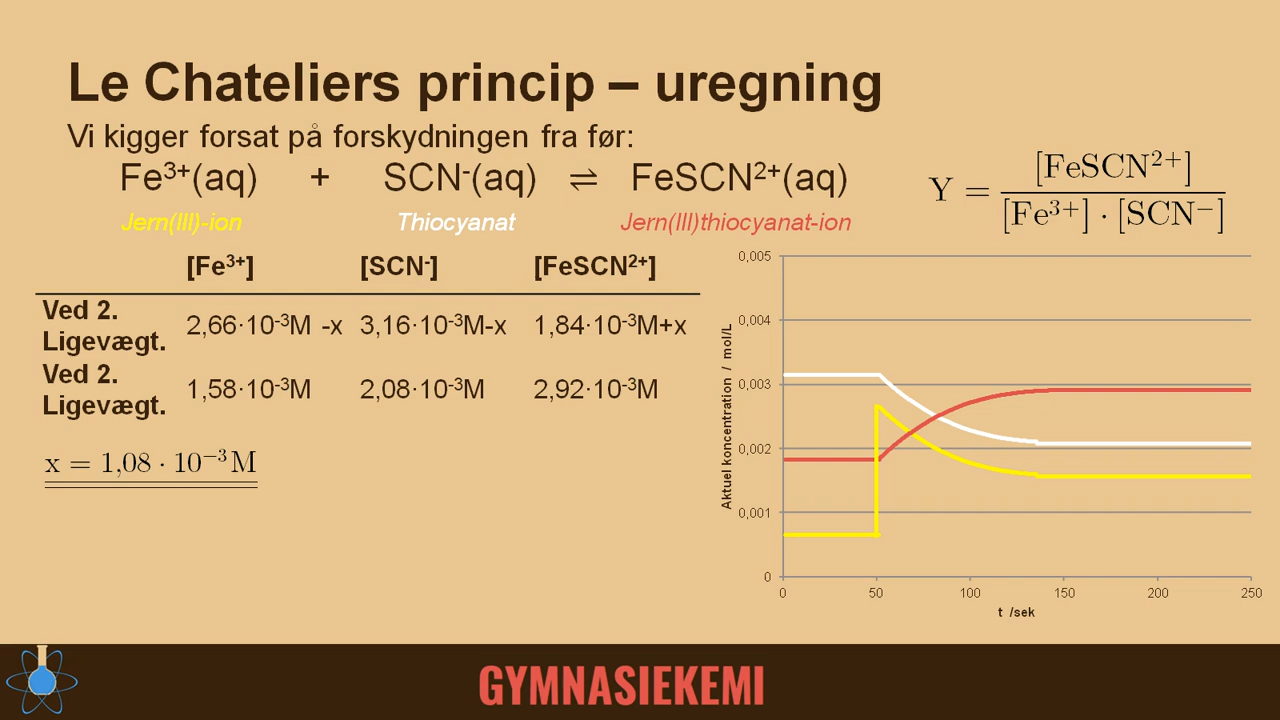 Le Chateliers princip – uregning
Vi kigger forsat på forskydningen fra før:
Fe³⁺(aq) + SCN⁻(aq) ⇌ FeSCN²⁺(aq)
Jern(III)-ion Thiocyanat Jern(III)thiocyanat-ion
Y = [FeSCN²⁺] / [Fe³⁺] · [SCN⁻]
[Fe³⁺] [SCN⁻] [FeSCN²⁺]
Ved 2.
Ligevægt. 2,66·10⁻³M -x 3,16·10⁻³M-x 1,84·10⁻³M+x
Ved 2.
Ligevægt. 1,58·10⁻³M 2,08·10⁻³M 2,92·10⁻³M
x = 1,08 · 10⁻³ M
Aktuel koncentration / mol/L
0,005
0,004
0,003
0,002
0,001
0
0 50 100 150 200 250
t /sek
GYMNASIEKEMI